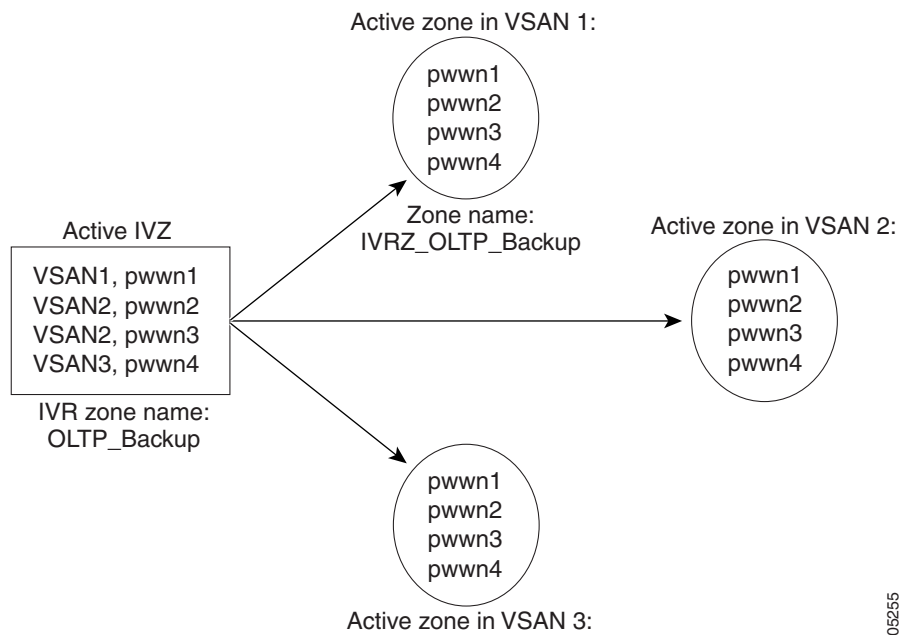 Active zone in VSAN 1:
pwwn1
pwwn2
pwwn3
pwwn4
Zone name:
IVRZ_OLTP_Backup
Active IVZ
VSAN1, pwwn1
VSAN2, pwwn2
VSAN2, pwwn3
VSAN3, pwwn4
IVR zone name:
OLTP_Backup
Active zone in VSAN 2:
pwwn1
pwwn2
pwwn3
pwwn4
pwwn1
pwwn2
pwwn3
pwwn4
Active zone in VSAN 3:
05255